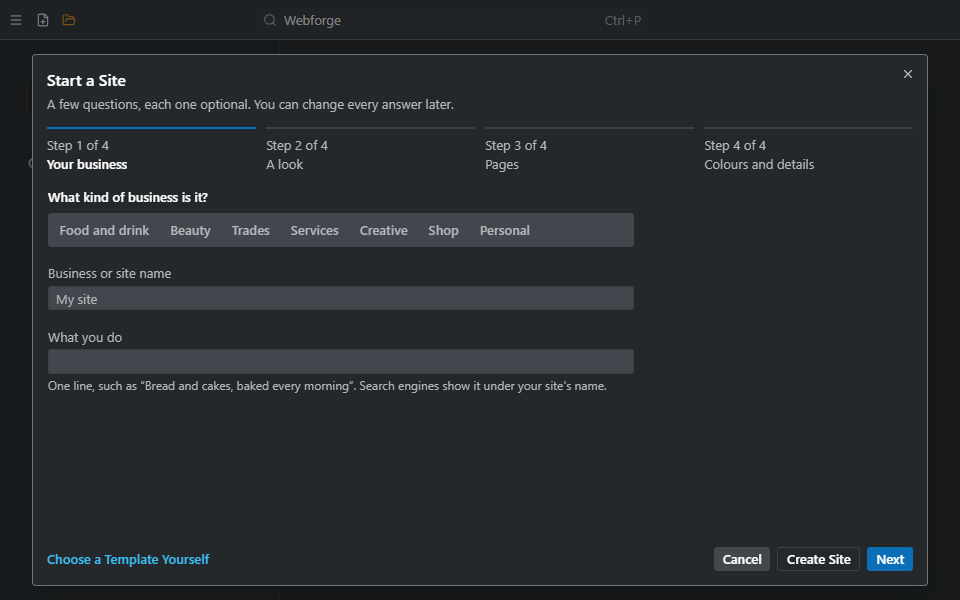 Webforge
Ctrl+P
Start a Site
A few questions, each one optional. You can change every answer later.
Step 1 of 4
Your business
Step 2 of 4
A look
Step 3 of 4
Pages
Step 4 of 4
Colours and details
What kind of business is it?
Food and drink Beauty Trades Services Creative Shop Personal
Business or site name
My site
What you do
One line, such as “Bread and cakes, baked every morning”. Search engines show it under your site's name.
Choose a Template Yourself
Cancel Create Site Next